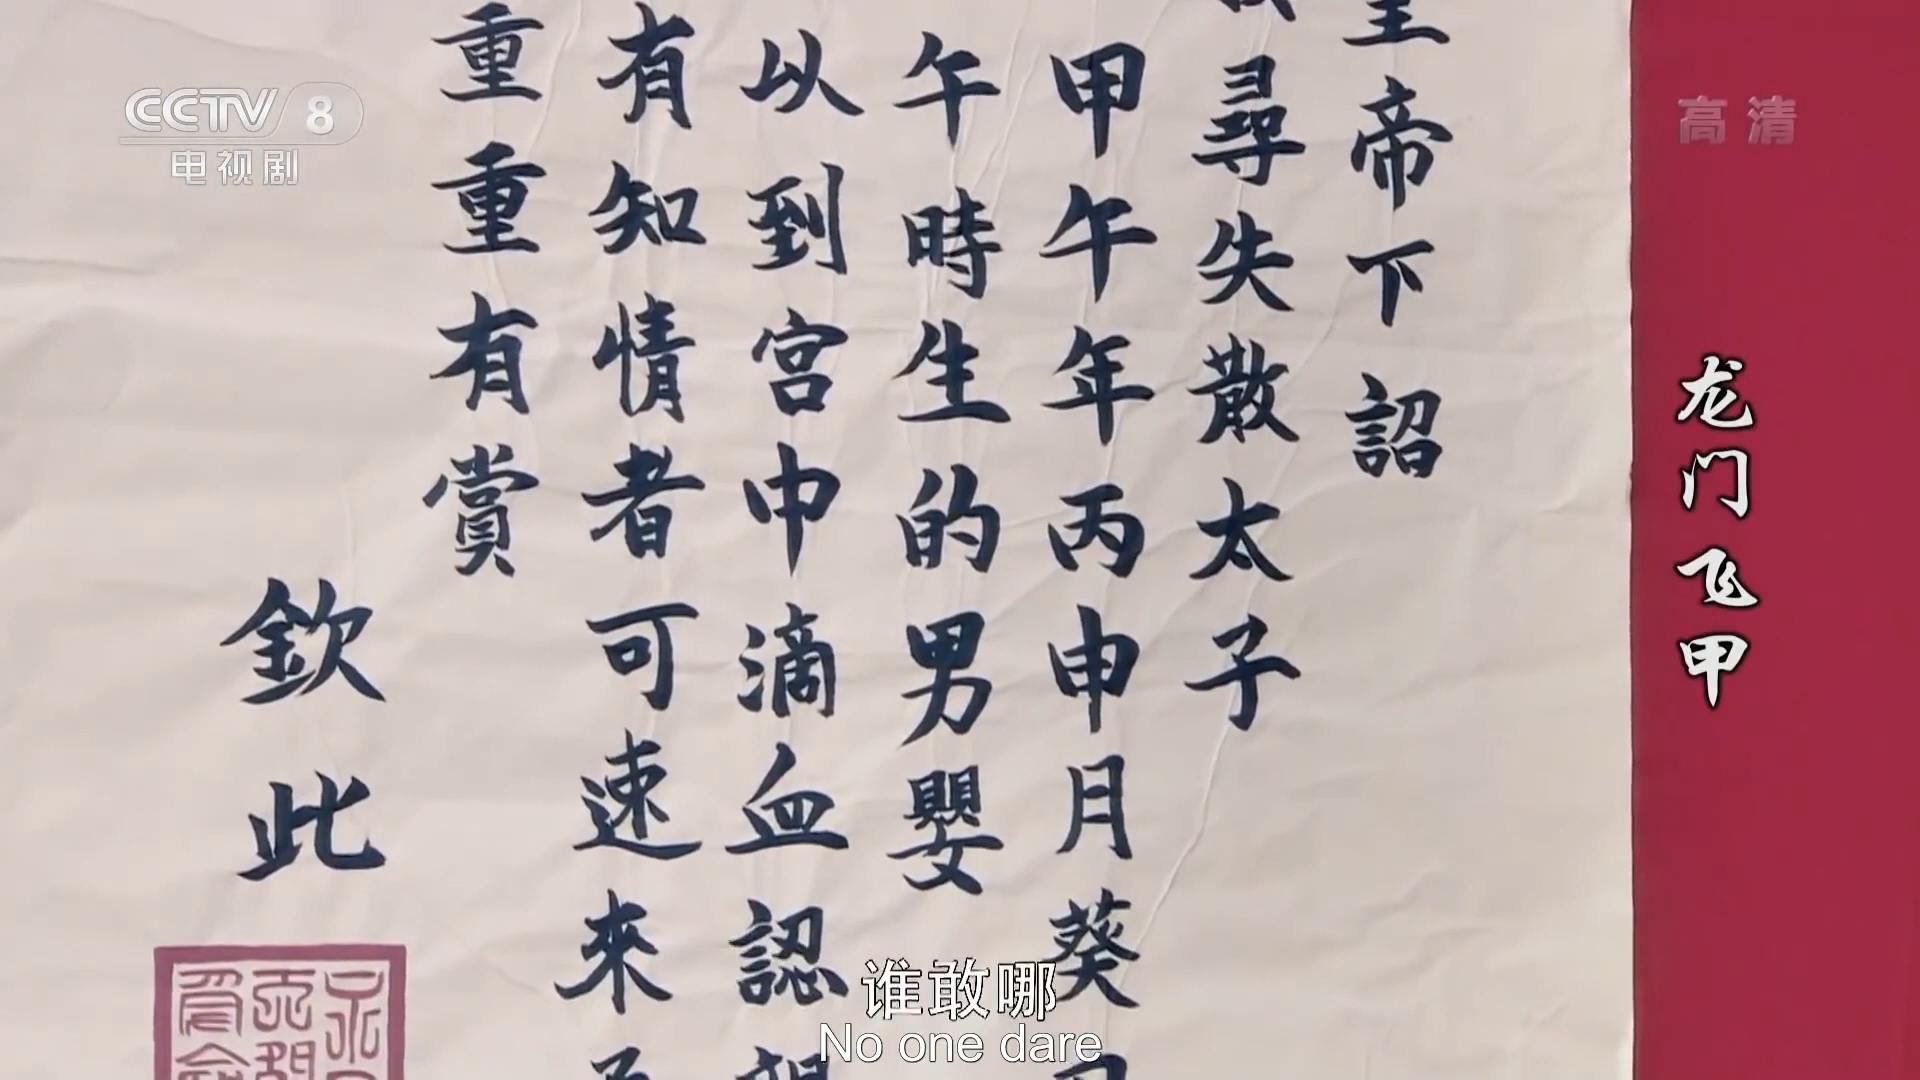 CCTV 8
电视剧
高清
龙门飞甲
皇帝下詔
尋失散太子
甲午年丙申月葵
午時生的男嬰
以到宮中滴血認
有知情者可速來
重重有賞
欽此
谁敢哪
No one dare